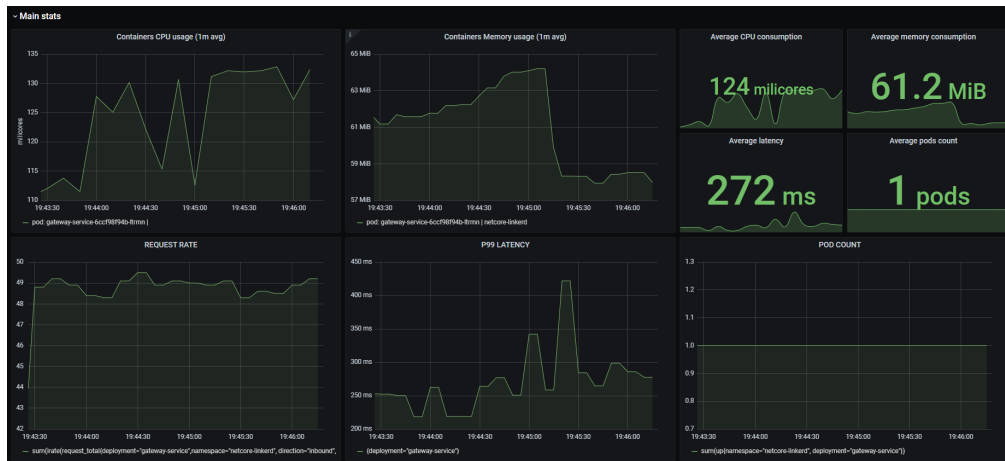 Main stats
Containers CPU usage (1m avg)
135
130
125
120
115
110
milicores
19:43:30 19:44:00 19:44:30 19:45:00 19:45:30 19:46:00
pod: gateway-service-6ccf98f94b-ltrmn |
i
Containers Memory usage (1m avg)
65 MiB
63 MiB
61 MiB
59 MiB
57 MiB
19:43:30 19:44:00 19:44:30 19:45:00 19:45:30 19:46:00
pod: gateway-service-6ccf98f94b-ltrmn | netcore-linkerd
Average CPU consumption
124 milicores
Average memory consumption
61.2 MiB
Average latency
272 ms
Average pods count
1 pods
REQUEST RATE
50
49
48
47
46
45
44
43
42
19:43:30 19:44:00 19:44:30 19:45:00 19:45:30 19:46:00
sum(irate(request_total{deployment="gateway-service",namespace="netcore-linkerd", direction="inbound",
P99 LATENCY
450 ms
400 ms
350 ms
300 ms
250 ms
200 ms
19:43:30 19:44:00 19:44:30 19:45:00 19:45:30 19:46:00
{deployment="gateway-service"}
POD COUNT
1.3
1.2
1.1
1.0
0.9
0.8
0.7
19:43:30 19:44:00 19:44:30 19:45:00 19:45:30 19:46:00
sum(up{namespace="netcore-linkerd", deployment="gateway-service"})